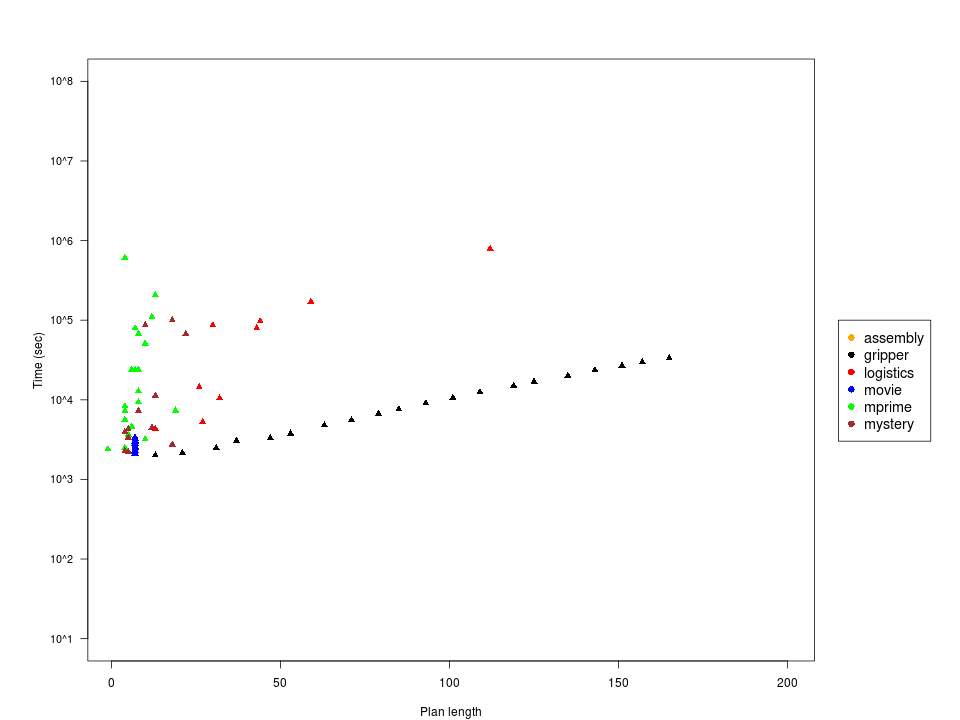 10^8
10^7
10^6
10^5
10^4
10^3
10^2
10^1
Time (sec)
0 50 100 150 200
Plan length
assembly
gripper
logistics
movie
mprime
mystery